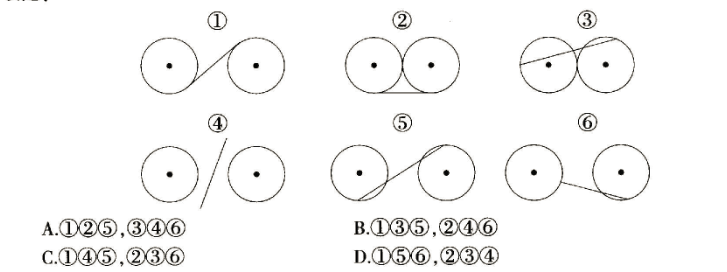 ① ② ③
④ ⑤ ⑥
A.①②⑤,③④⑥ B.①③⑤,②④⑥
C.①④⑤,②③⑥ D.①⑤⑥,②③④